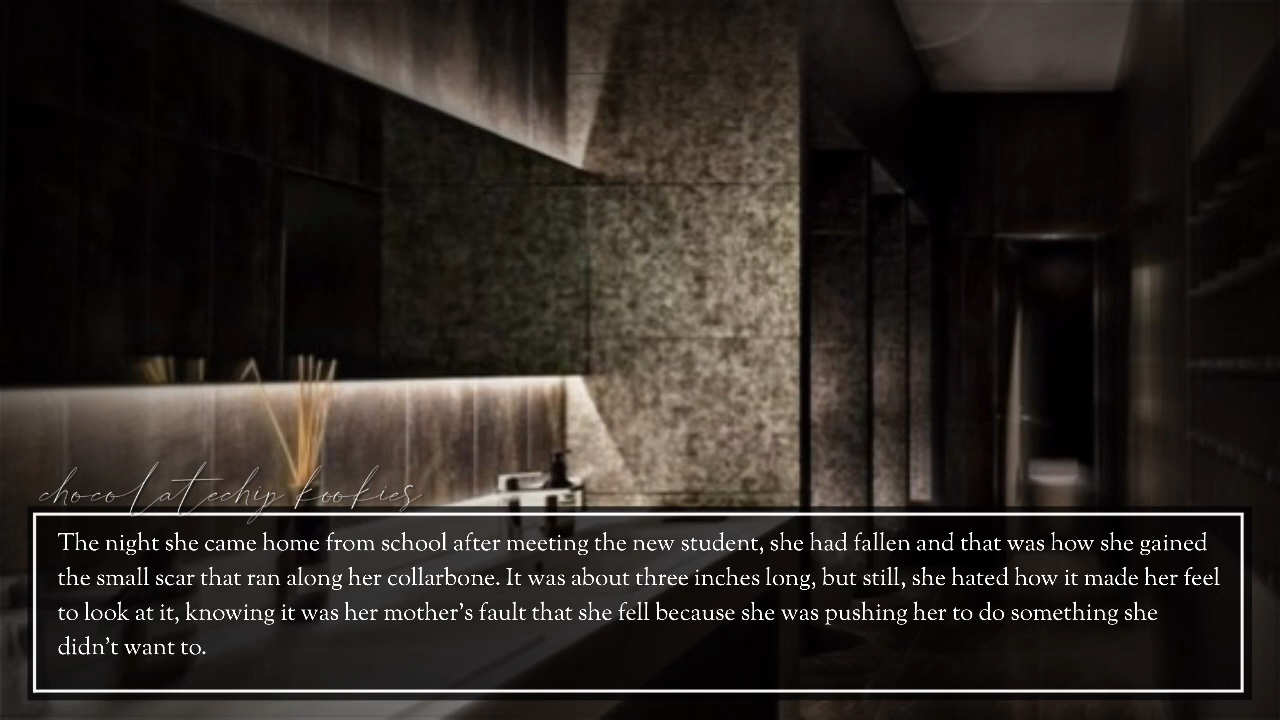 chocolatechip kookies
The night she came home from school after meeting the new student, she had fallen and that was how she gained
the small scar that ran along her collarbone. It was about three inches long, but still, she hated how it made her feel
to look at it, knowing it was her mother's fault that she fell because she was pushing her to do something she
didn't want to.